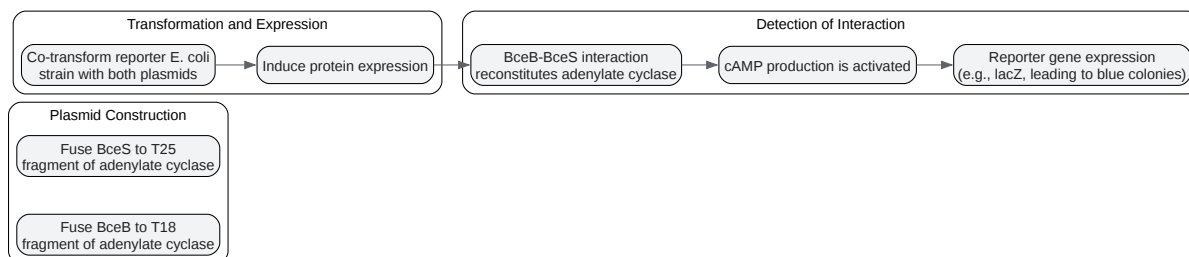 Transformation and Expression
Co-transform reporter E. coli
strain with both plasmids
Induce protein expression
Detection of Interaction
BceB-BceS interaction
reconstitutes adenylate cyclase
cAMP production is activated
Reporter gene expression
(e.g., lacZ, leading to blue colonies)
Plasmid Construction
Fuse BceS to T25
fragment of adenylate cyclase
Fuse BceB to T18
fragment of adenylate cyclase